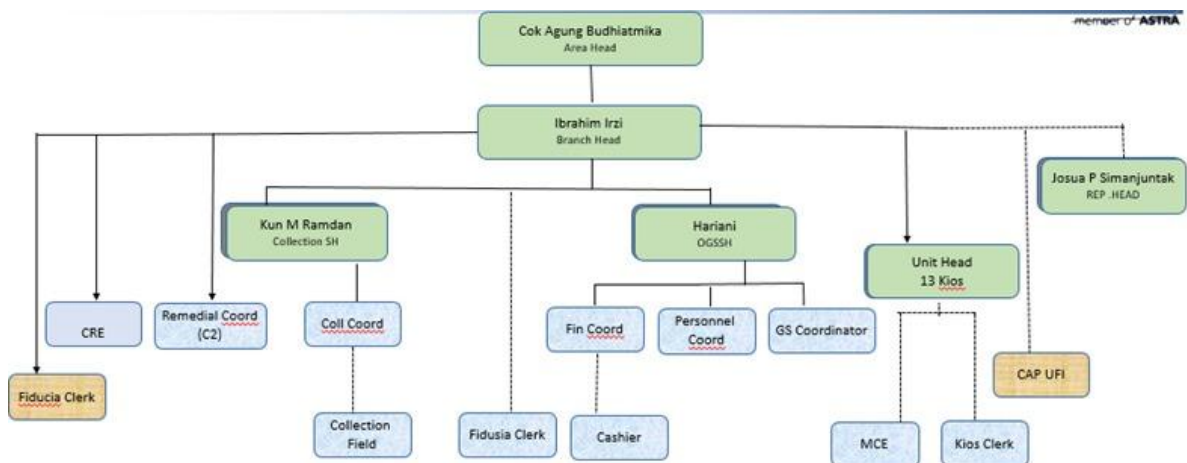 member of ASTRA
Cok Agung Budhiatmika
Area Head
Ibrahim Irzi
Branch Head
Josua P Simanjuntak
REP .HEAD
Kun M Ramdan
Collection SH
Hariani
OGSSH
Unit Head
13 Kios
CRE
Remedial Coord
(C2)
Coll Coord
Fin Coord
Personnel
Coord
GS Coordinator
Fiducia Clerk
CAP UFI
Collection
Field
Fidusia Clerk
Cashier
MCE
Kios Clerk